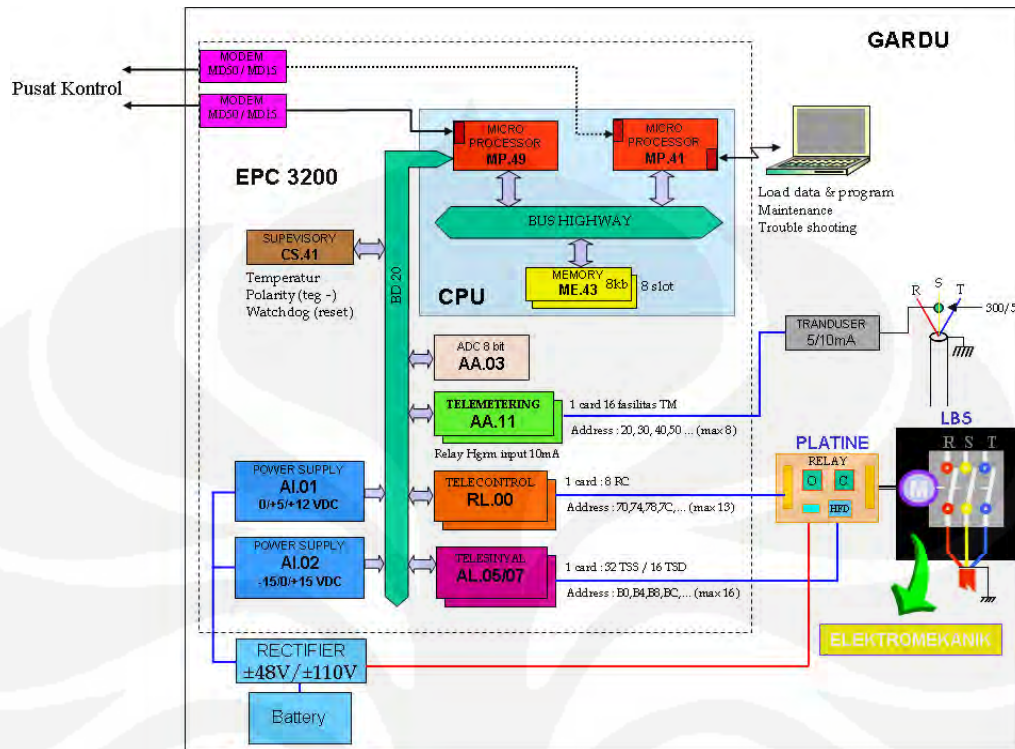 GARDU
MODEM
MD50 / MD15
Pusat Kontrol
MODEM
MD50 / MD15
MICRO
PROCESSOR
MP.49
MICRO
PROCESSOR
MP.41
EPC 3200
Load data & program
Maintenance
Trouble shooting
BUS HIGHWAY
SUPEVISORY
CS.41
Temperatur
Polarity (teg -)
Watchdog (reset)
BD 20
CPU
MEMORY
ME.43
8kb
8 slot
R S T
300/5
TRANDUSER
5/10mA
ADC 8 bit
AA.03
TELEMETERING
AA.11
1 card 16 fasilitas TM
Address : 20, 30, 40,50 ... (max 8)
Relay Hgrm input 10mA
LBS
R S T
M
PLATINE
RELAY
O C
HFD
POWER SUPPLY
AI.01
0/+5/+12 VDC
TELECONTROL
RL.00
1 card : 8 RC
Address : 70,74,78,7C,... (max 13)
POWER SUPPLY
AI.02
-15/0/+15 VDC
TELESINYAL
AL.05/07
1 card : 32 TSS / 16 TSD
Address : B0,B4,B8,BC,... (max 16)
ELEKTROMEKANIK
RECTIFIER
±48V/±110V
Battery